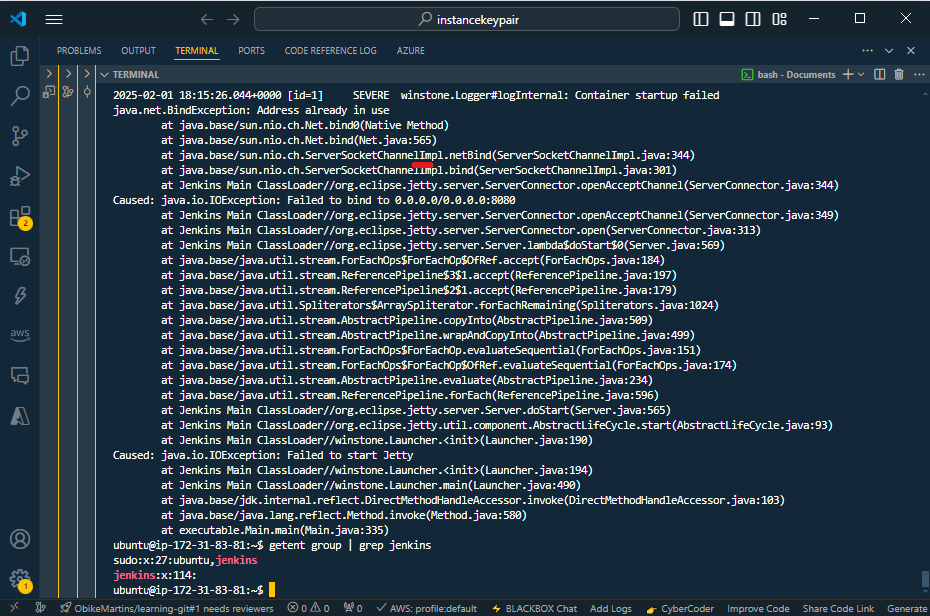 instancekeypair
PROBLEMS OUTPUT TERMINAL PORTS CODE REFERENCE LOG AZURE
TERMINAL
bash - Documents
2025-02-01 18:15:26.044+0000 [id=1] SEVERE winstone.Logger#logInternal: Container startup failed
java.net.BindException: Address already in use
at java.base/sun.nio.ch.Net.bind0(Native Method)
at java.base/sun.nio.ch.Net.bind(Net.java:565)
at java.base/sun.nio.ch.ServerSocketChannelImpl.netBind(ServerSocketChannelImpl.java:344)
at java.base/sun.nio.ch.ServerSocketChannelImpl.bind(ServerSocketChannelImpl.java:301)
at Jenkins Main ClassLoader//org.eclipse.jetty.server.ServerConnector.openAcceptChannel(ServerConnector.java:344)
Caused: java.io.IOException: Failed to bind to 0.0.0.0/0.0.0.0:8080
at Jenkins Main ClassLoader//org.eclipse.jetty.server.ServerConnector.openAcceptChannel(ServerConnector.java:349)
at Jenkins Main ClassLoader//org.eclipse.jetty.server.ServerConnector.open(ServerConnector.java:313)
at Jenkins Main ClassLoader//org.eclipse.jetty.server.Server.lambda$doStart$0(Server.java:569)
at java.base/java.util.stream.ForEachOps$ForEachOp$OfRef.accept(ForEachOps.java:184)
at java.base/java.util.stream.ReferencePipeline$3$1.accept(ReferencePipeline.java:197)
at java.base/java.util.stream.ReferencePipeline$2$1.accept(ReferencePipeline.java:179)
at java.base/java.util.Spliterators$ArraySpliterator.forEachRemaining(Spliterators.java:1024)
at java.base/java.util.stream.AbstractPipeline.copyInto(AbstractPipeline.java:509)
at java.base/java.util.stream.AbstractPipeline.wrapAndCopyInto(AbstractPipeline.java:499)
at java.base/java.util.stream.ForEachOps$ForEachOp.evaluateSequential(ForEachOps.java:151)
at java.base/java.util.stream.ForEachOps$ForEachOp$OfRef.evaluateSequential(ForEachOps.java:174)
at java.base/java.util.stream.AbstractPipeline.evaluate(AbstractPipeline.java:234)
at java.base/java.util.stream.ReferencePipeline.forEach(ReferencePipeline.java:596)
at Jenkins Main ClassLoader//org.eclipse.jetty.server.Server.doStart(Server.java:565)
at Jenkins Main ClassLoader//org.eclipse.jetty.util.component.AbstractLifeCycle.start(AbstractLifeCycle.java:93)
at Jenkins Main ClassLoader//winstone.Launcher.<init>(Launcher.java:190)
Caused: java.io.IOException: Failed to start Jetty
at Jenkins Main ClassLoader//winstone.Launcher.<init>(Launcher.java:194)
at Jenkins Main ClassLoader//winstone.Launcher.main(Launcher.java:490)
at java.base/jdk.internal.reflect.DirectMethodHandleAccessor.invoke(DirectMethodHandleAccessor.java:103)
at java.base/java.lang.reflect.Method.invoke(Method.java:580)
at executable.Main.main(Main.java:335)
ubuntu@ip-172-31-83-81:~$ getent group | grep jenkins
sudo:x:27:ubuntu,jenkins
jenkins:x:114:
ubuntu@ip-172-31-83-81:~$
2
aws
1
ObikeMartins/learning-git#1 needs reviewers 0 0 0 AWS: profile:default BLACKBOX Chat Add Logs CyberCoder Improve Code Share Code Link Generate